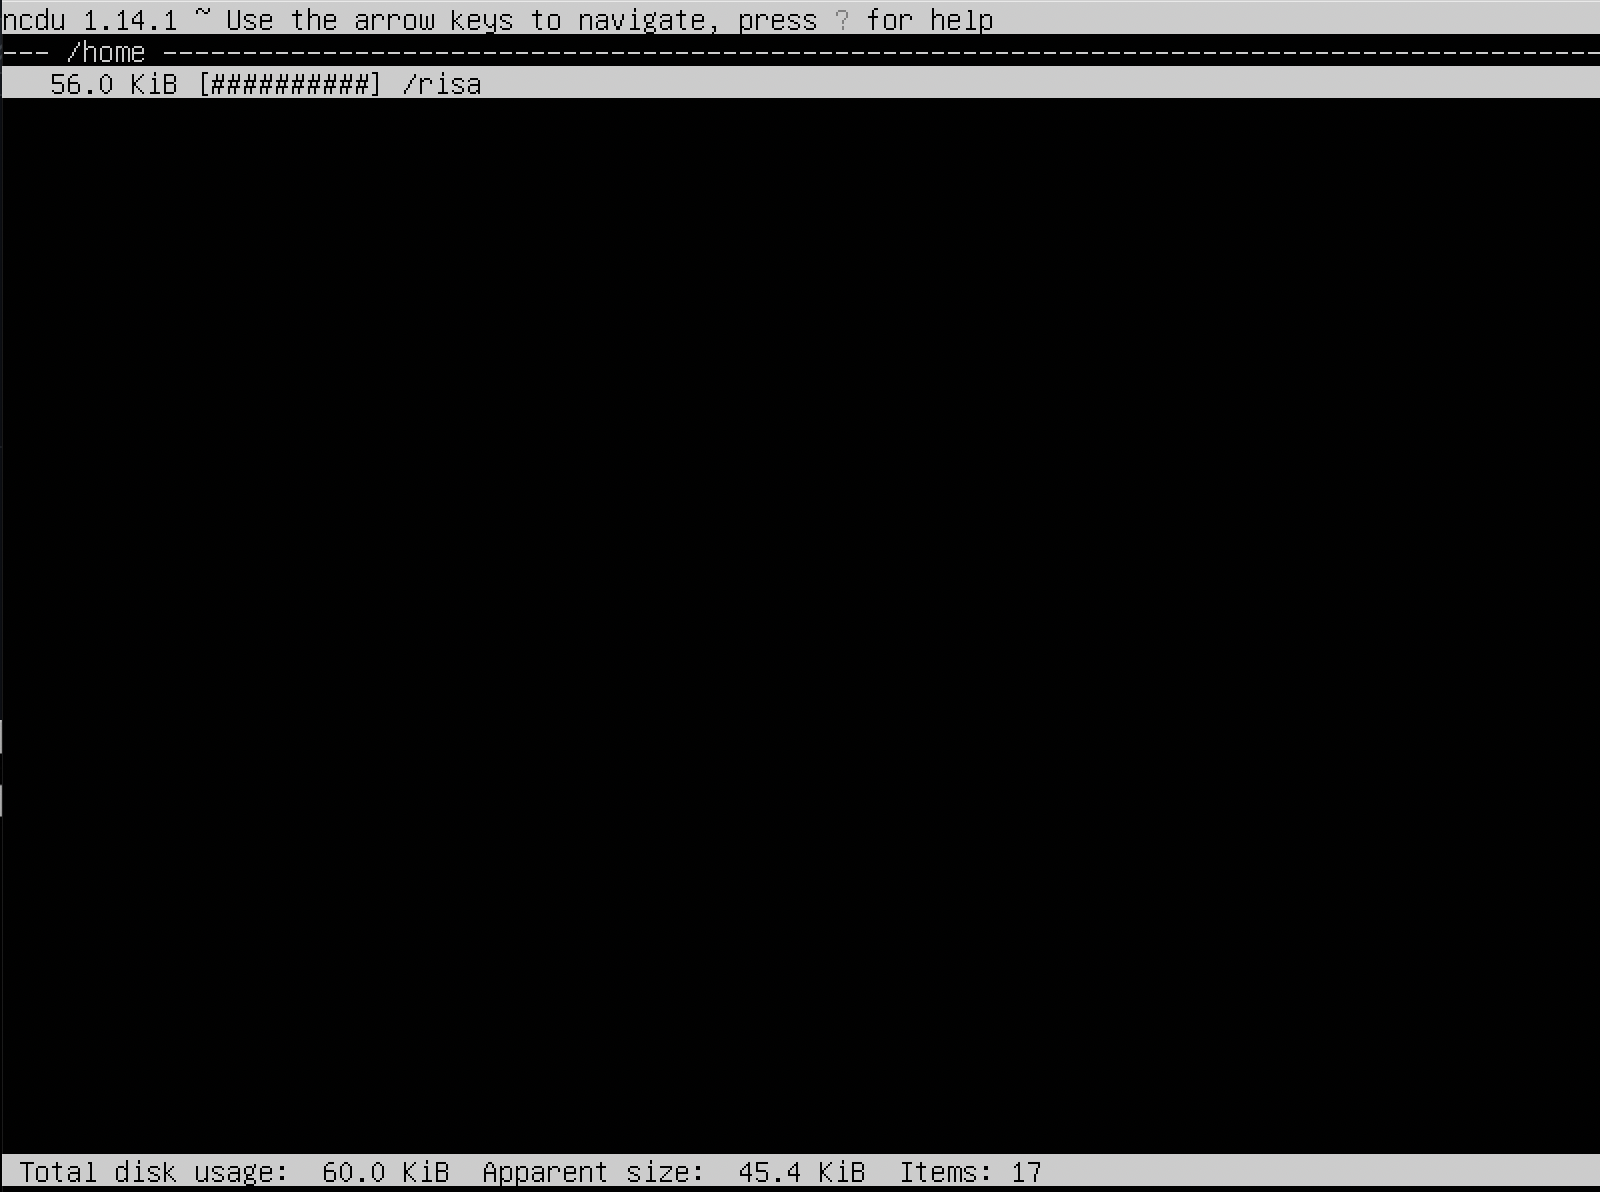 ncdu 1.14.1 ~ Use the arrow keys to navigate, press ? for help
--- /home ------------------------------------------------------------------------------------------
56.0 KiB [##########] /risa
Total disk usage: 60.0 KiB Apparent size: 45.4 KiB Items: 17